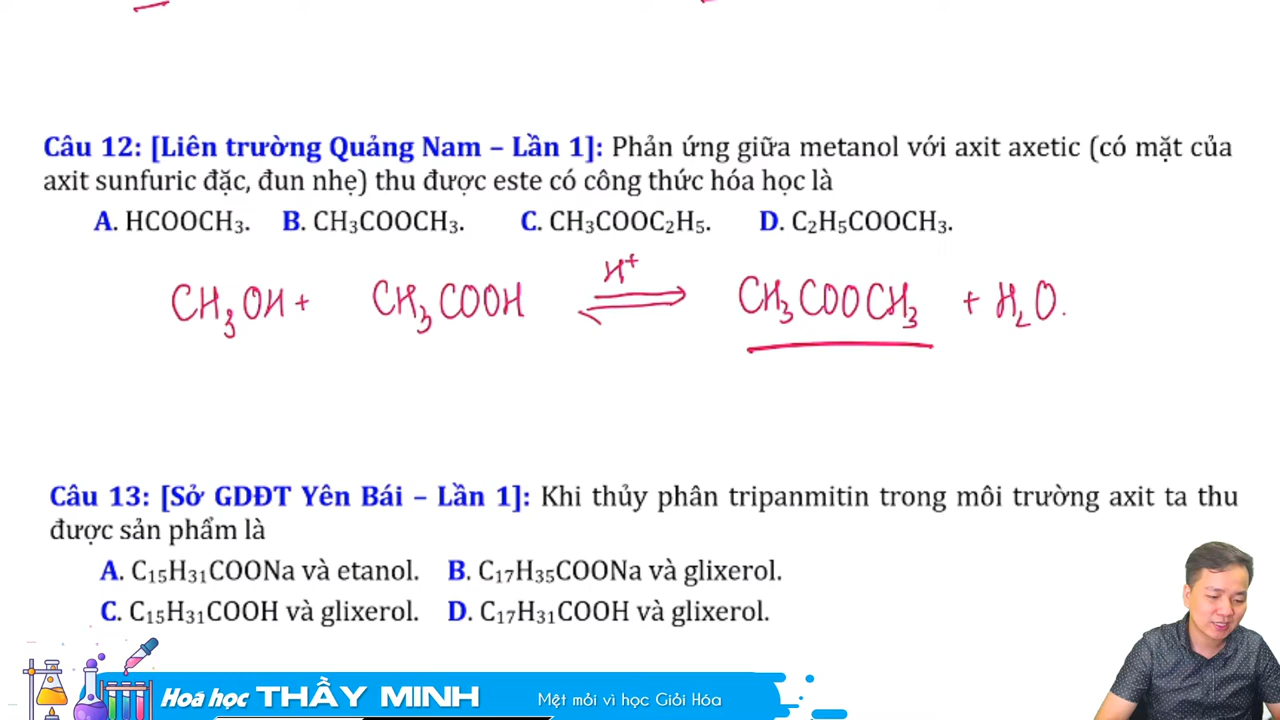 Câu 12: [Liên trường Quảng Nam – Lần 1]: Phản ứng giữa metanol với axit axetic (có mặt của
axit sunfuric đặc, đun nhẹ) thu được este có công thức hóa học là
A. HCOOCH₃. B. CH₃COOCH₃. C. CH₃COOC₂H₅. D. C₂H₅COOCH₃.
H⁺
CH₃OH + CH₃COOH ⇌ CH₃COOCH₃ + H₂O.
Câu 13: [Sở GDĐT Yên Bái – Lần 1]: Khi thủy phân tripanmitin trong môi trường axit ta thu
được sản phẩm là
A. C₁₅H₃₁COONa và etanol. B. C₁₇H₃₅COONa và glixerol.
C. C₁₅H₃₁COOH và glixerol. D. C₁₇H₃₁COOH và glixerol.
Hoá học THẦY MINH Mệt mỏi vì học Giỏi Hóa